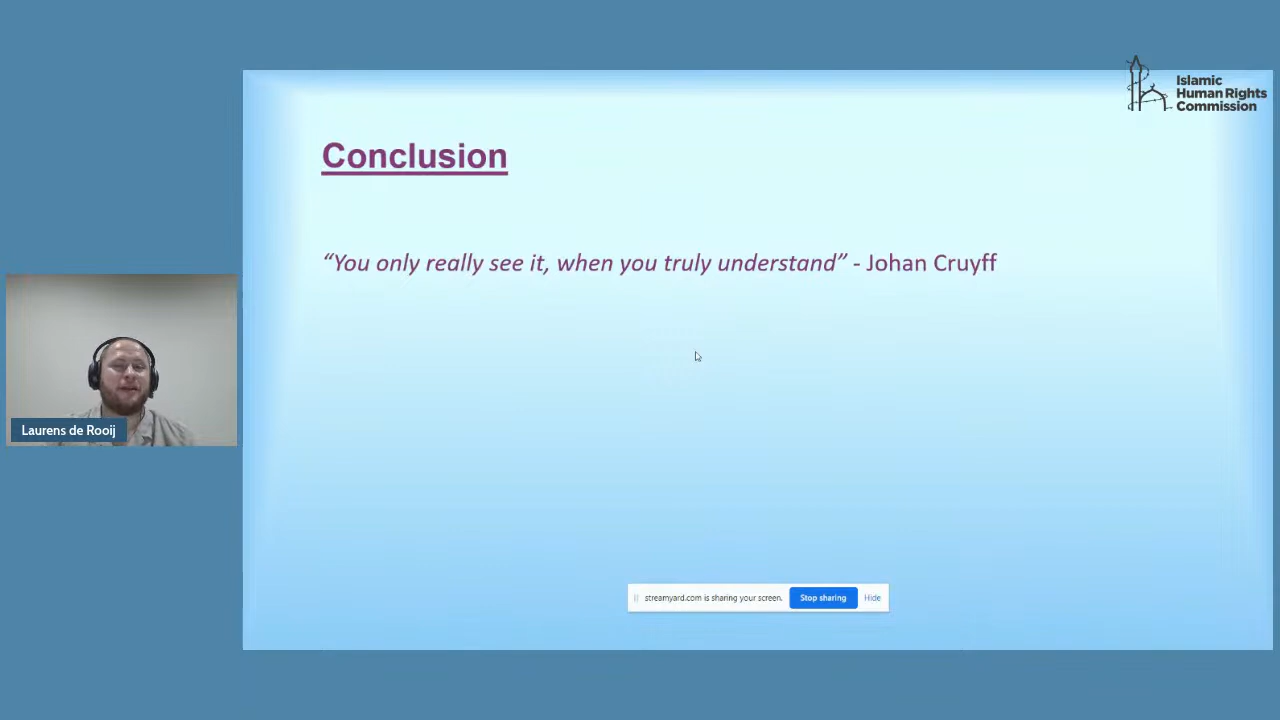 Islamic
Human Rights
Commission
Conclusion
“You only really see it, when you truly understand” - Johan Cruyff
Laurens de Rooij
streamyard.com is sharing your screen.
Stop sharing
Hide